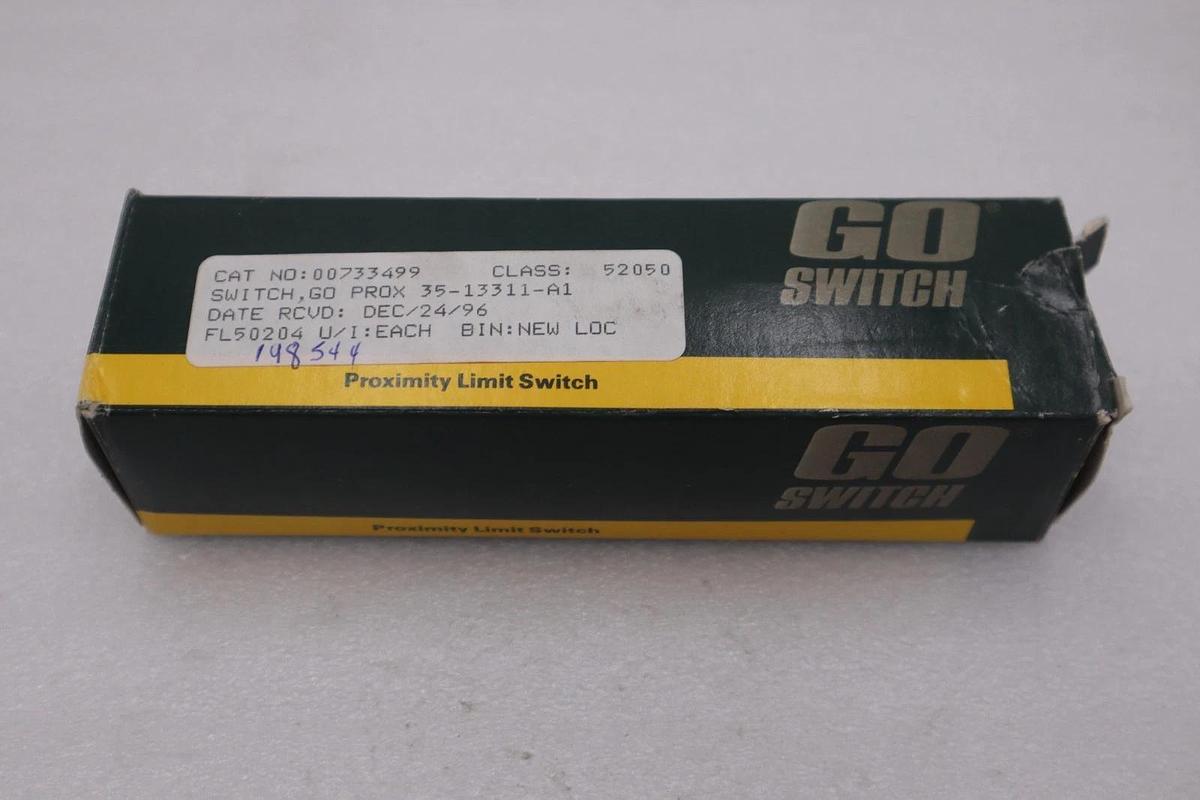 GO
SWITCH
CAT NO:00733499 CLASS: 52050
SWITCH,GO PROX 35-13311-A1
DATE RCVD: DEC/24/96
FL50204 U/I:EACH BIN:NEW LOC
198544
Proximity Limit Switch
GO
SWITCH
Proximity Limit Switch